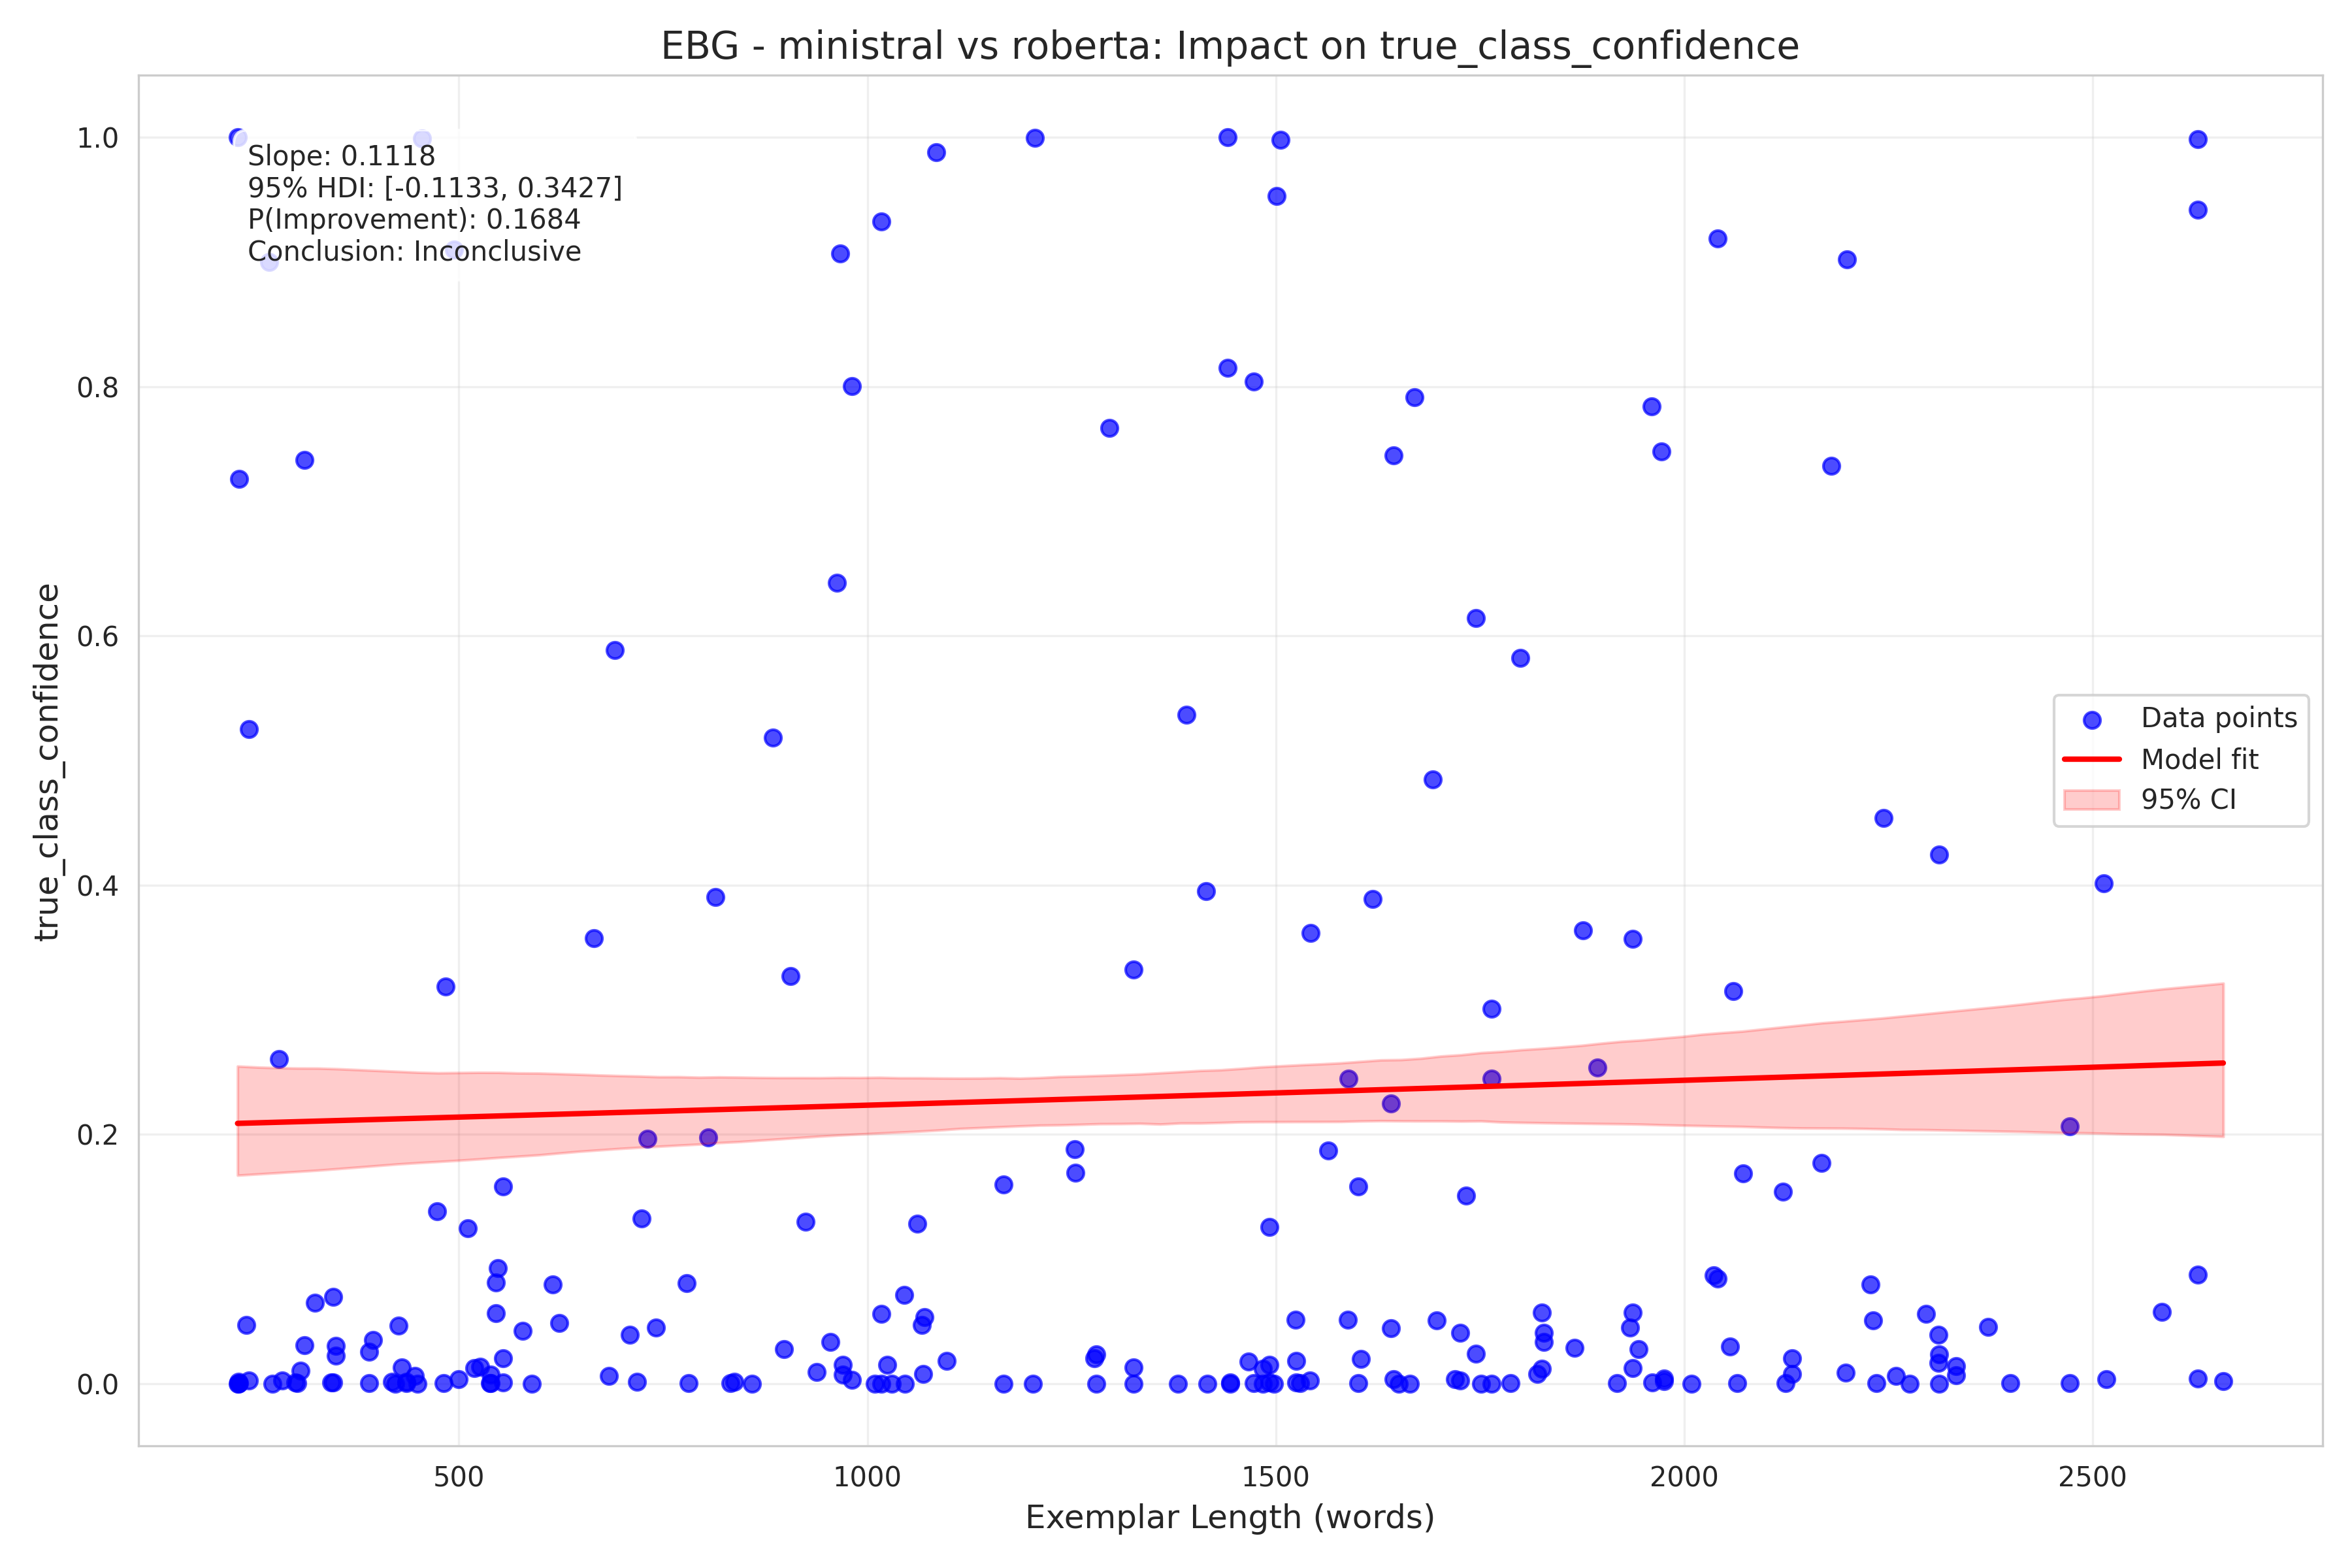 EBG - ministral vs roberta: Impact on true_class_confidence
Slope: 0.1118
95% HDI: [-0.1133, 0.3427]
P(Improvement): 0.1684
Conclusion: Inconclusive
true_class_confidence
1.0
0.8
0.6
0.4
0.2
0.0
Data points
Model fit
95% CI
500 1000 1500 2000 2500
Exemplar Length (words)